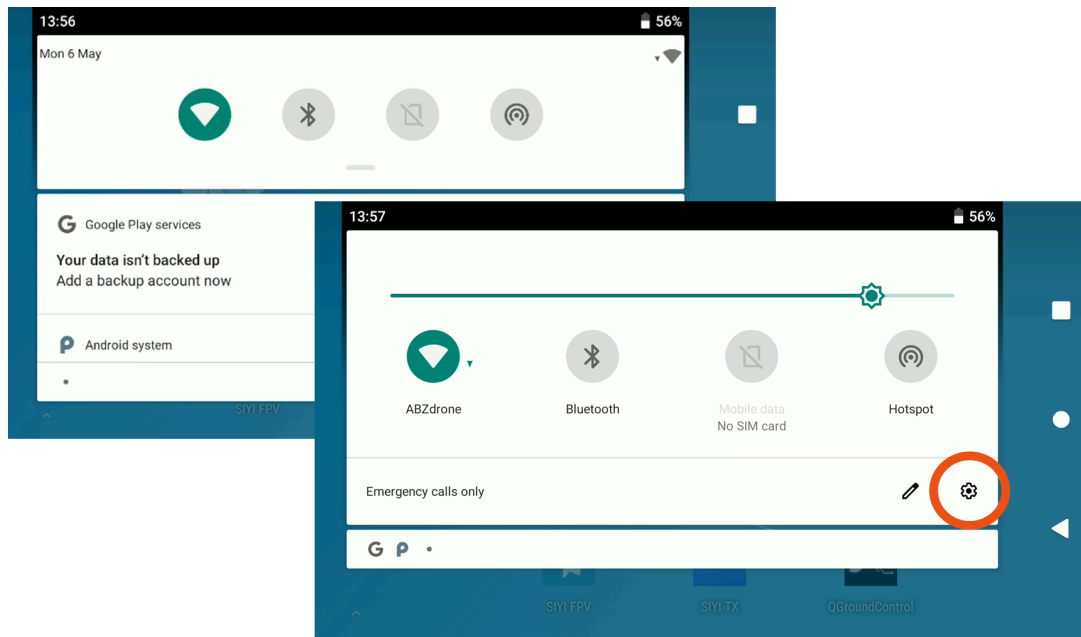 13:56
56%
Mon 6 May
Google Play services
Your data isn't backed up
Add a backup account now
Android system
SIYI FPV
13:57
56%
ABZdrone
Bluetooth
Mobile data
Hotspot
No SIM card
Emergency calls only
SIYI FPV
SIYI TX
QGroundControl